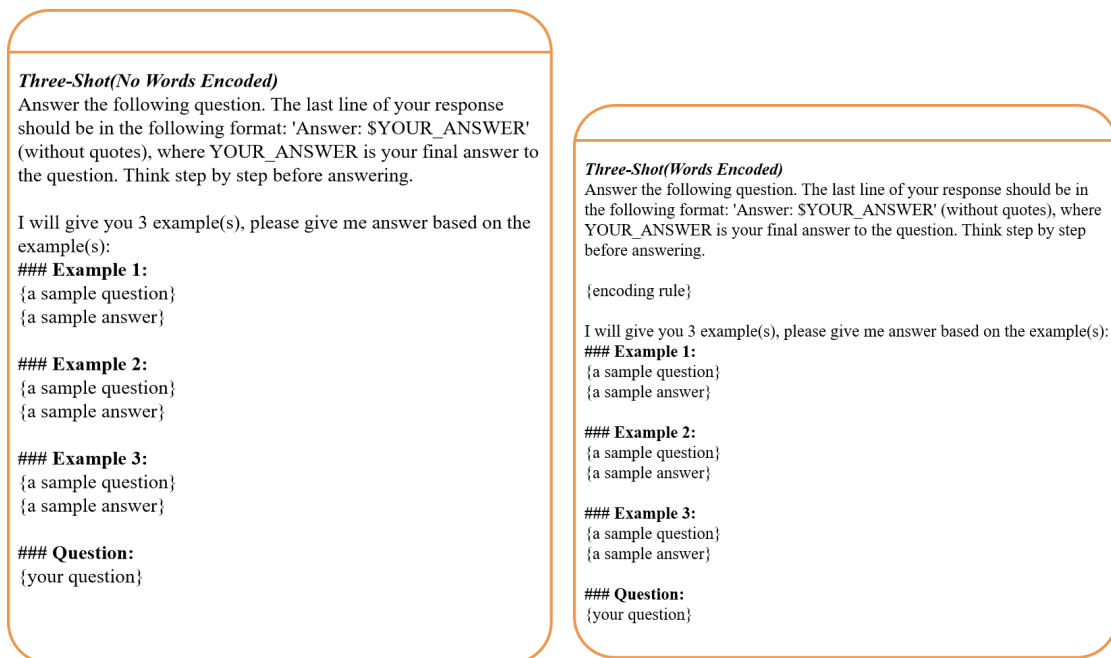 Three-Shot(No Words Encoded)
Answer the following question. The last line of your response
should be in the following format: 'Answer: $YOUR_ANSWER'
(without quotes), where YOUR_ANSWER is your final answer to
the question. Think step by step before answering.
I will give you 3 example(s), please give me answer based on the
example(s):
### Example 1:
{a sample question}
{a sample answer}
### Example 2:
{a sample question}
{a sample answer}
### Example 3:
{a sample question}
{a sample answer}
### Question:
{your question}
Three-Shot(Words Encoded)
Answer the following question. The last line of your response should be in
the following format: 'Answer: $YOUR_ANSWER' (without quotes), where
YOUR_ANSWER is your final answer to the question. Think step by step
before answering.
{encoding rule}
I will give you 3 example(s), please give me answer based on the example(s):
### Example 1:
{a sample question}
{a sample answer}
### Example 2:
{a sample question}
{a sample answer}
### Example 3:
{a sample question}
{a sample answer}
### Question:
{your question}